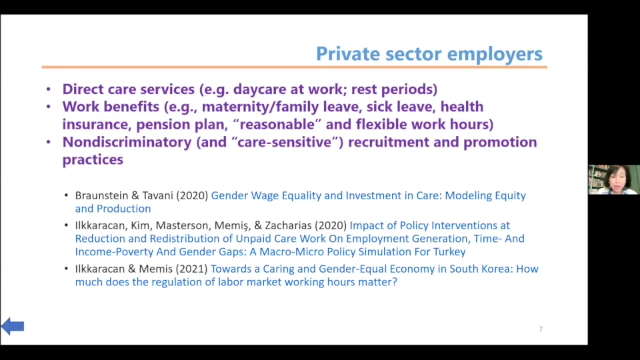 Private sector employers
• Direct care services (e.g. daycare at work; rest periods)
• Work benefits (e.g., maternity/family leave, sick leave, health
insurance, pension plan, “reasonable” and flexible work hours)
• Nondiscriminatory (and “care-sensitive”) recruitment and promotion
practices
• Braunstein & Tavani (2020) Gender Wage Equality and Investment in Care: Modeling Equity
and Production
• Ilkkaracan, Kim, Masterson, Memiş, & Zacharias (2020) Impact of Policy Interventions at
Reduction and Redistribution of Unpaid Care Work On Employment Generation, Time- And
Income-Poverty And Gender Gaps: A Macro-Micro Policy Simulation For Turkey
• Ilkkaracan & Memis (2021) Towards a Caring and Gender-Equal Economy in South Korea: How
much does the regulation of labor market working hours matter?
7